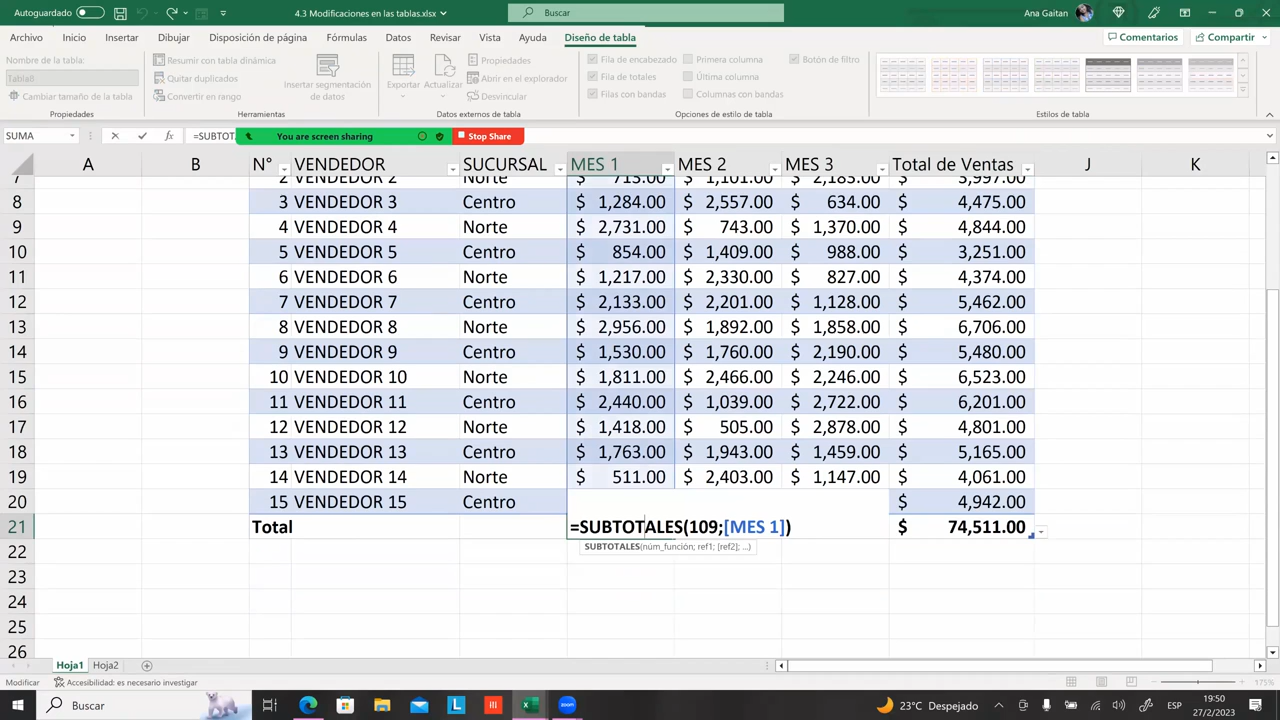 Autoguardado
4.3 Modificaciones en las tablas.xlsx
Buscar
Ana Gaitan
Archivo Inicio Insertar Dibujar Disposición de página Fórmulas Datos Revisar Vista Ayuda Diseño de tabla
Comentarios Compartir
Nombre de la tabla:
Cambiar tamaño de la tabla
Propiedades
Resumir con tabla dinámica
Quitar duplicados
Convertir en rango
Herramientas
Insertar segmentación
de datos
Propiedades
Abrir en el explorador
Desvincular
Datos externos de tabla
Fila de encabezado Primera columna Botón de filtro
Fila de totales Última columna
Filas con bandas Columnas con bandas
Opciones de estilo de tabla
Estilos de tabla
SUMA
=SUBTOT
You are screen sharing Stop Share
A B N° VENDEDOR SUCURSAL MES 1 MES 2 MES 3 Total de Ventas J K
2 VENDEDOR 2 Norte $ 713.00 $ 1,101.00 $ 2,183.00 $ 3,997.00
8 3 VENDEDOR 3 Centro $ 1,284.00 $ 2,557.00 $ 634.00 $ 4,475.00
9 4 VENDEDOR 4 Norte $ 2,731.00 $ 743.00 $ 1,370.00 $ 4,844.00
10 5 VENDEDOR 5 Centro $ 854.00 $ 1,409.00 $ 988.00 $ 3,251.00
11 6 VENDEDOR 6 Norte $ 1,217.00 $ 2,330.00 $ 827.00 $ 4,374.00
12 7 VENDEDOR 7 Centro $ 2,133.00 $ 2,201.00 $ 1,128.00 $ 5,462.00
13 8 VENDEDOR 8 Norte $ 2,956.00 $ 1,892.00 $ 1,858.00 $ 6,706.00
14 9 VENDEDOR 9 Centro $ 1,530.00 $ 1,760.00 $ 2,190.00 $ 5,480.00
15 10 VENDEDOR 10 Norte $ 1,811.00 $ 2,466.00 $ 2,246.00 $ 6,523.00
16 11 VENDEDOR 11 Centro $ 2,440.00 $ 1,039.00 $ 2,722.00 $ 6,201.00
17 12 VENDEDOR 12 Norte $ 1,418.00 $ 505.00 $ 2,878.00 $ 4,801.00
18 13 VENDEDOR 13 Centro $ 1,763.00 $ 1,943.00 $ 1,459.00 $ 5,165.00
19 14 VENDEDOR 14 Norte $ 511.00 $ 2,403.00 $ 1,147.00 $ 4,061.00
20 15 VENDEDOR 15 Centro $ 4,942.00
21 Total =SUBTOTALES(109;[MES 1]) $ 74,511.00
SUBTOTALES(núm_función; ref1; [ref2]; ...)
22
23
24
25
26
Hoja1 Hoja2
Modificar Accesibilidad: es necesario investigar
175%
Buscar
23°C Despejado
ESP
19:50
27/2/2023